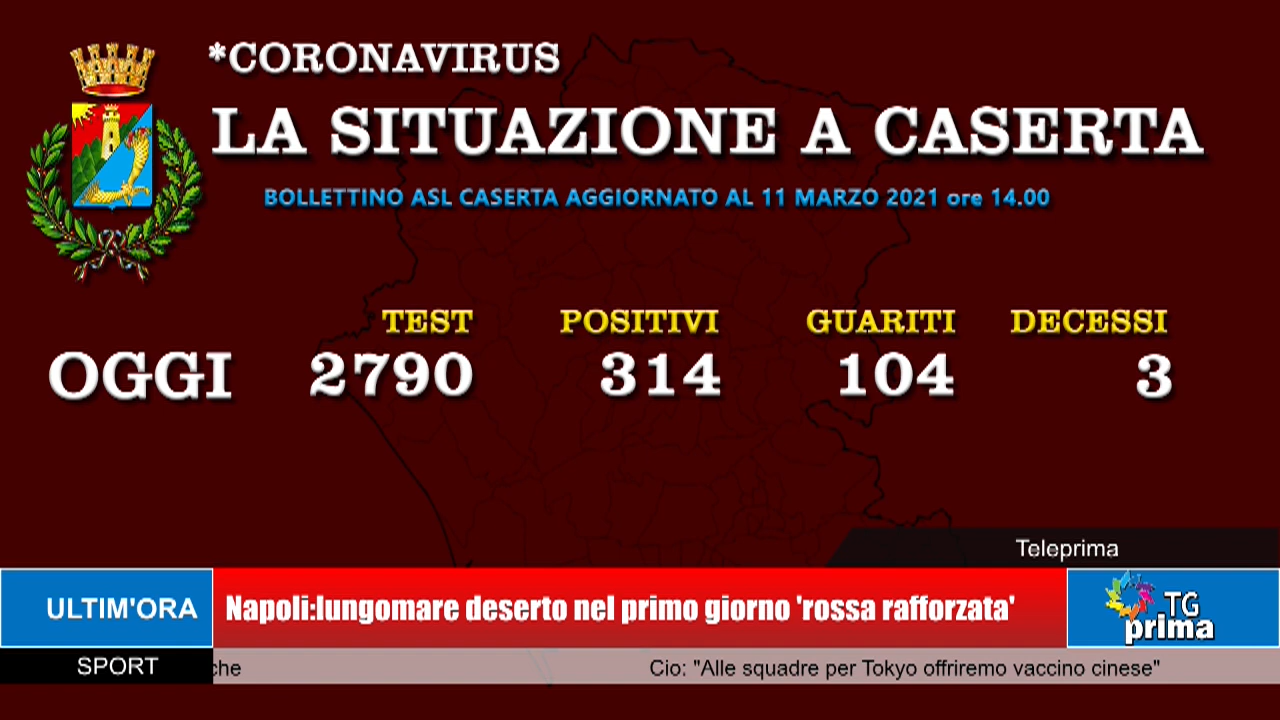 *CORONAVIRUS
LA SITUAZIONE A CASERTA
BOLLETTINO ASL CASERTA AGGIORNATO AL 11 MARZO 2021 ore 14.00
TEST POSITIVI GUARITI DECESSI
OGGI 2790 314 104 3
Teleprima
ULTIM'ORA Napoli:lungomare deserto nel primo giorno 'rossa rafforzata'
TG
prima
SPORT che Cio: "Alle squadre per Tokyo offriremo vaccino cinese"